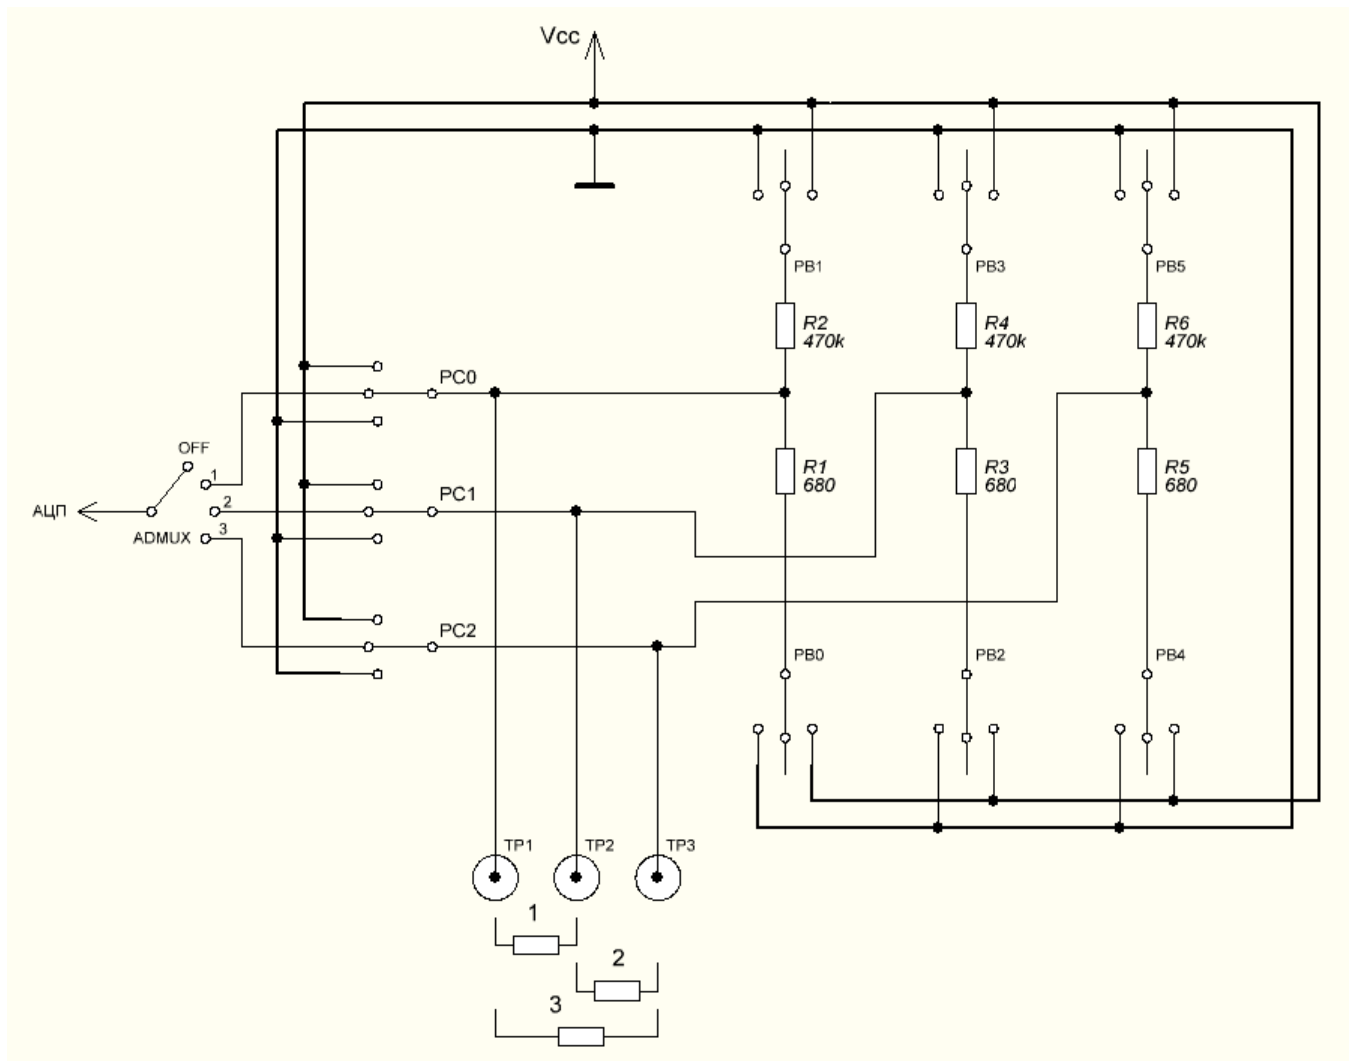 Vcc
PB1
PB3
PB5
R2
470k
R4
470k
R6
470k
PC0
OFF
1
R1
680
R3
680
R5
680
PC1
2
АЦП
ADMUX
3
PC2
PB0
PB2
PB4
TP1
TP2
TP3
1
2
3